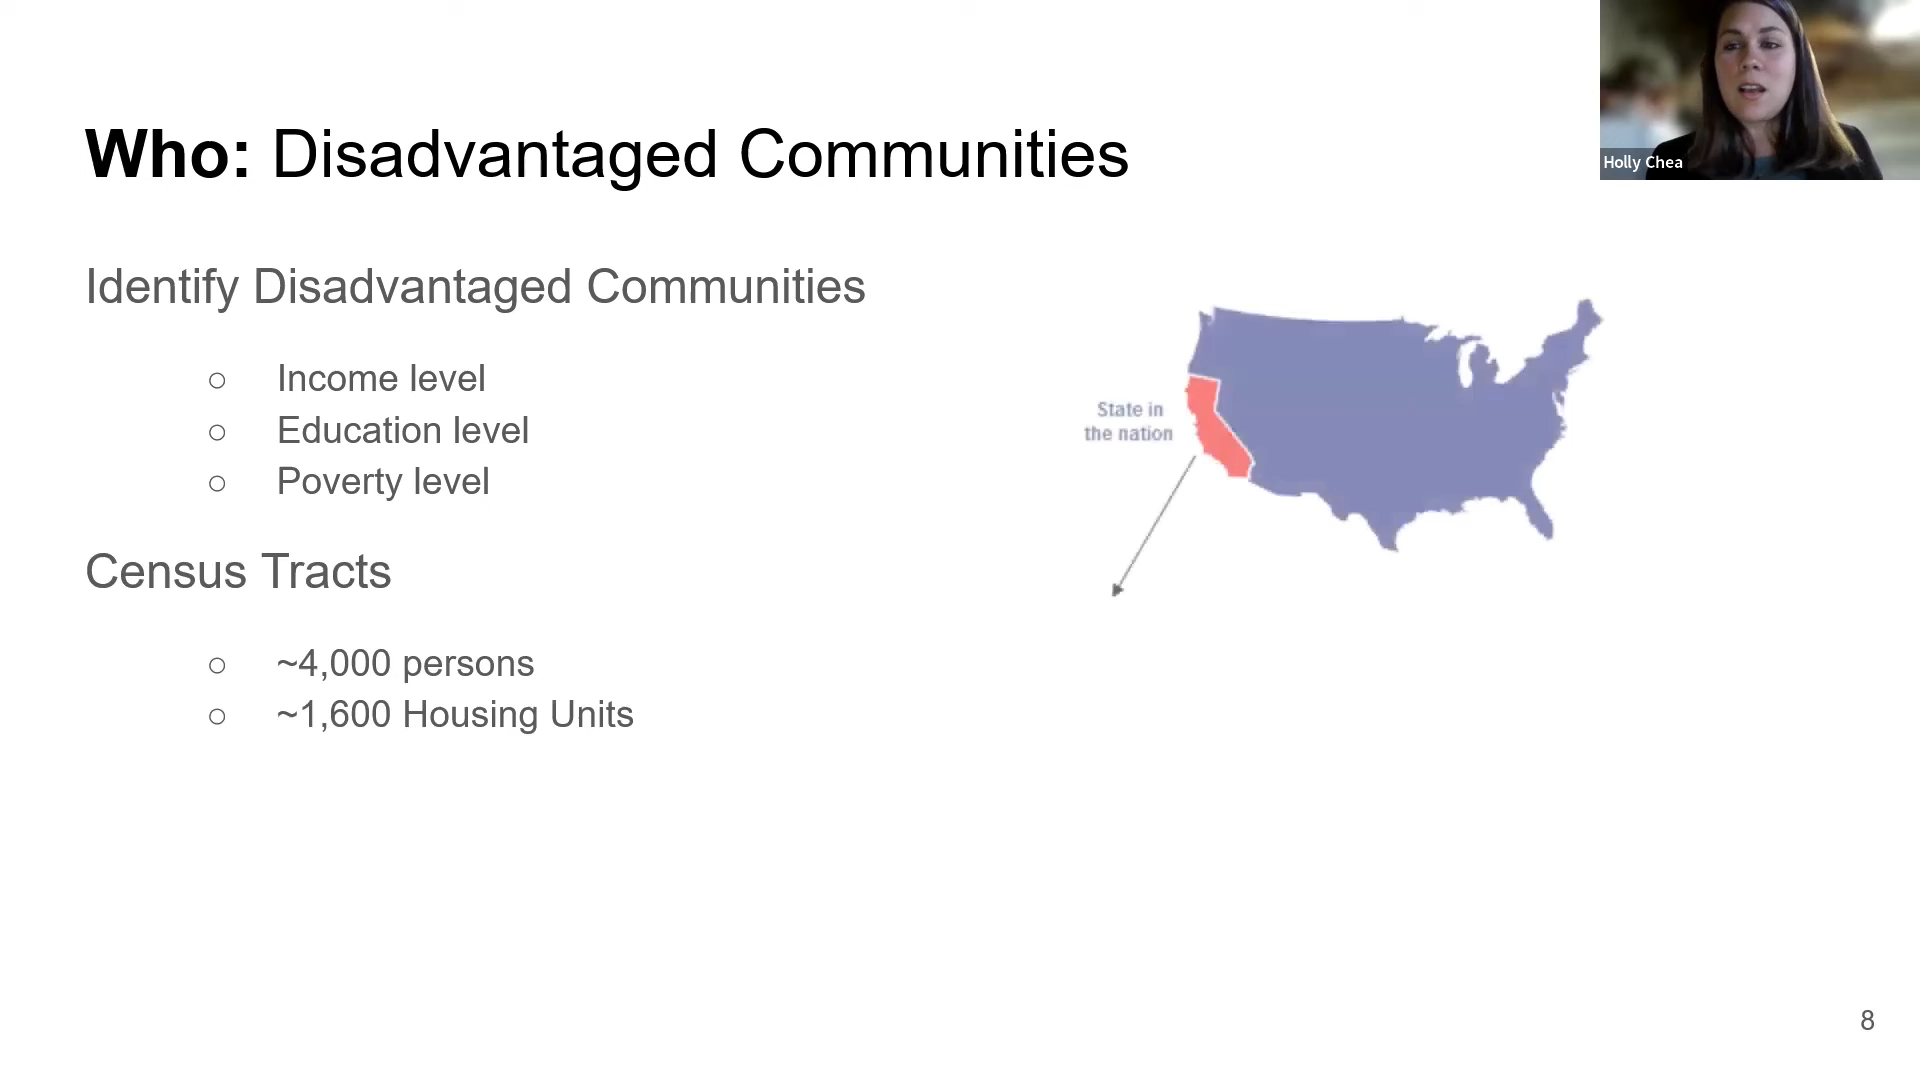 Who: Disadvantaged Communities
Holly Chea
Identify Disadvantaged Communities
○ Income level
○ Education level
○ Poverty level
Census Tracts
○ ~4,000 persons
○ ~1,600 Housing Units
State in
the nation
8